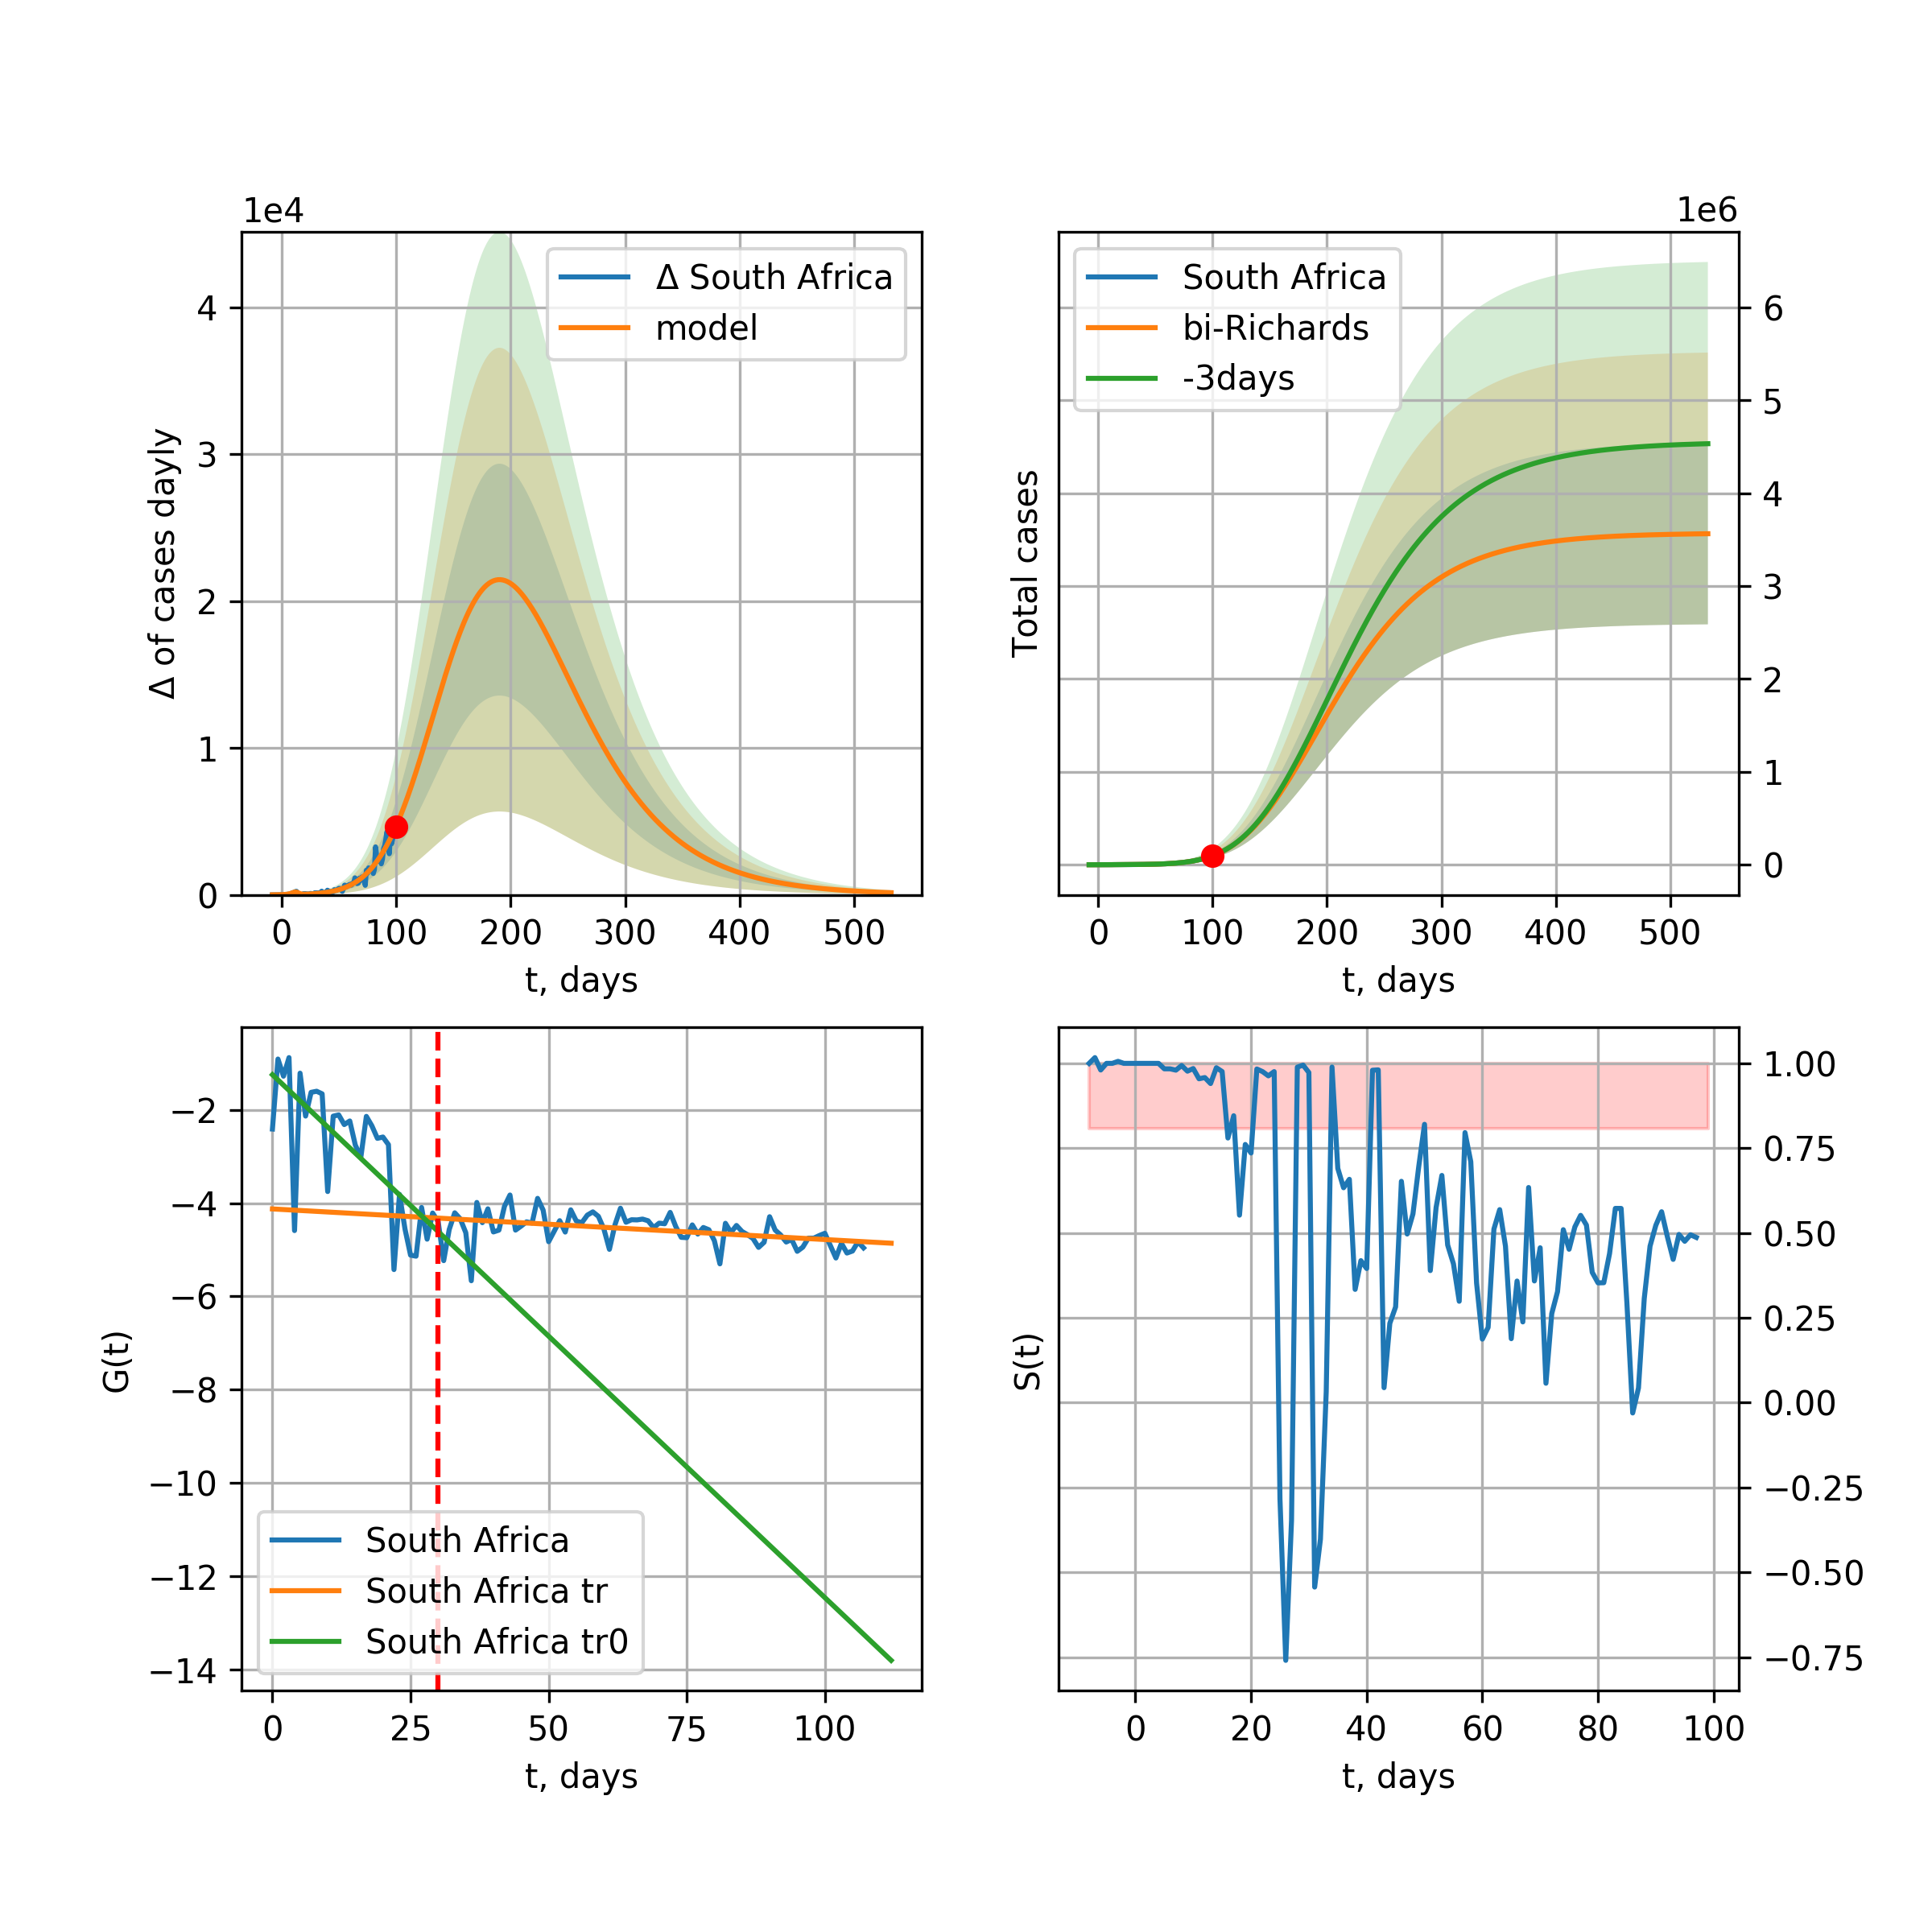 1e4
Δ South Africa
model
4
3
2
1
0
Δ of cases dayly
0 100 200 300 400 500
t, days
1e6
South Africa
bi-Richards
-3days
6
5
4
3
2
1
0
Total cases
0 100 200 300 400 500
t, days
−2
−4
−6
−8
−10
−12
−14
G(t)
South Africa
South Africa tr
South Africa tr0
0 25 50 75 100
t, days
1.00
0.75
0.50
0.25
0.00
−0.25
−0.50
−0.75
S(t)
0 20 40 60 80 100
t, days